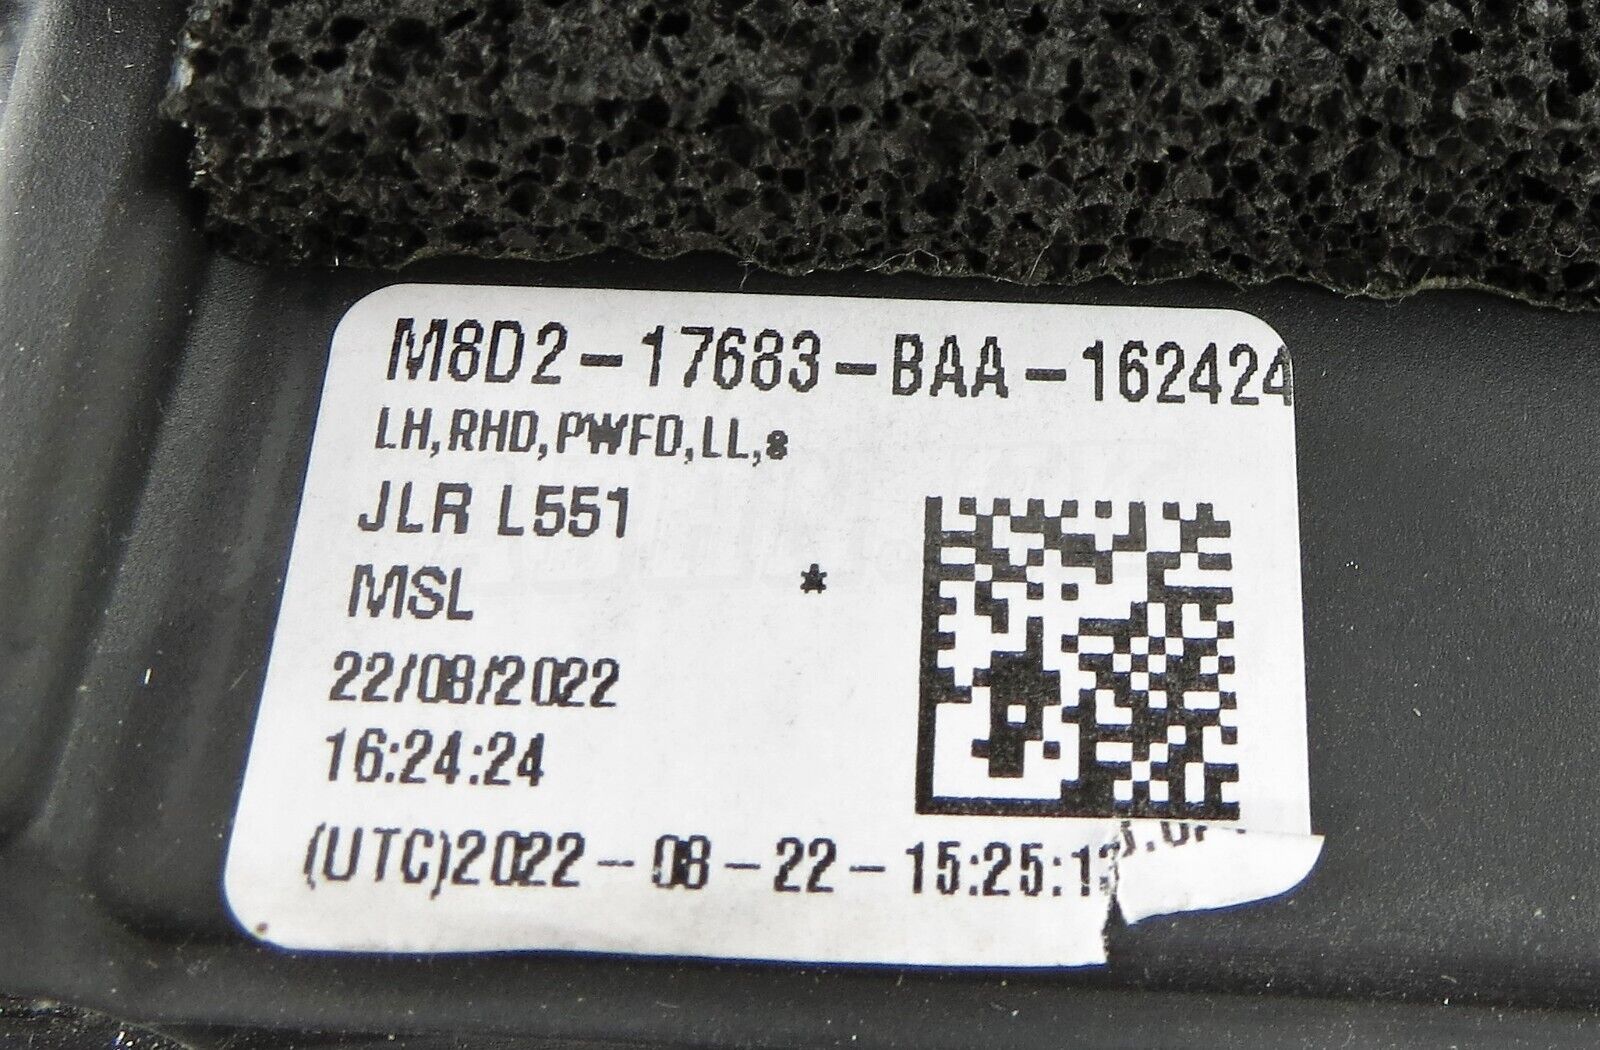 M8D2-17683-BAA-162424
LH,RHD,PWFD,LL,8
JLR L551
MSL *
22/08/2022
16:24:24
(UTC)2022-08-22-15:25:13